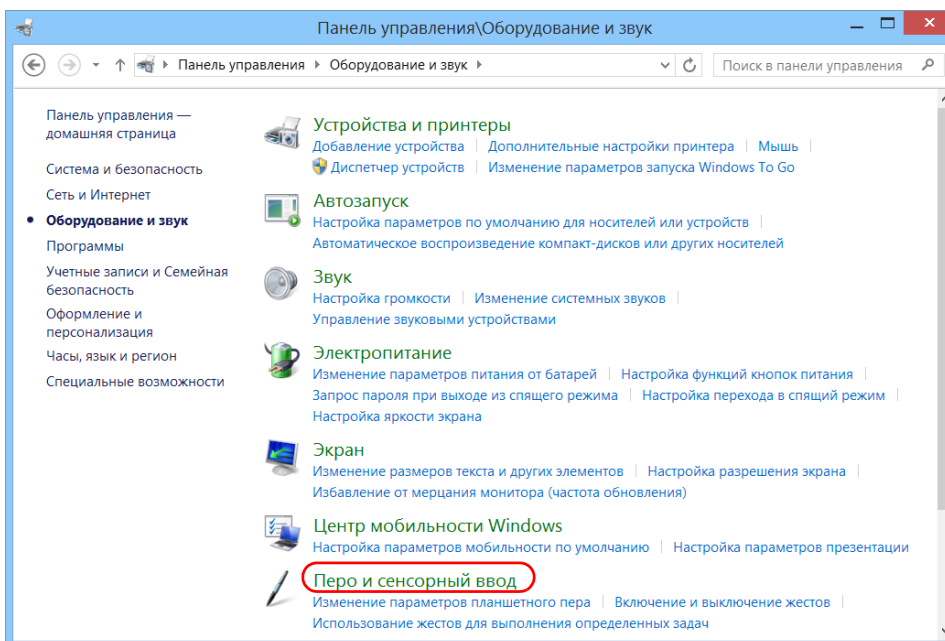 Панель управления\Оборудование и звук
Панель управления Оборудование и звук
Поиск в панели управления
Панель управления —
домашняя страница
Система и безопасность
Сеть и Интернет
Оборудование и звук
Программы
Учетные записи и Семейная
безопасность
Оформление и
персонализация
Часы, язык и регион
Специальные возможности
Устройства и принтеры
Добавление устройства Дополнительные настройки принтера Мышь
Диспетчер устройств Изменение параметров запуска Windows To Go
Автозапуск
Настройка параметров по умолчанию для носителей или устройств
Автоматическое воспроизведение компакт-дисков или других носителей
Звук
Настройка громкости Изменение системных звуков
Управление звуковыми устройствами
Электропитание
Изменение параметров питания от батарей Настройка функций кнопок питания
Запрос пароля при выходе из спящего режима Настройка перехода в спящий режим
Настройка яркости экрана
Экран
Изменение размеров текста и других элементов Настройка разрешения экрана
Избавление от мерцания монитора (частота обновления)
Центр мобильности Windows
Настройка параметров мобильности по умолчанию Настройка параметров презентации
Перо и сенсорный ввод
Изменение параметров планшетного пера Включение и выключение жестов
Использование жестов для выполнения определенных задач